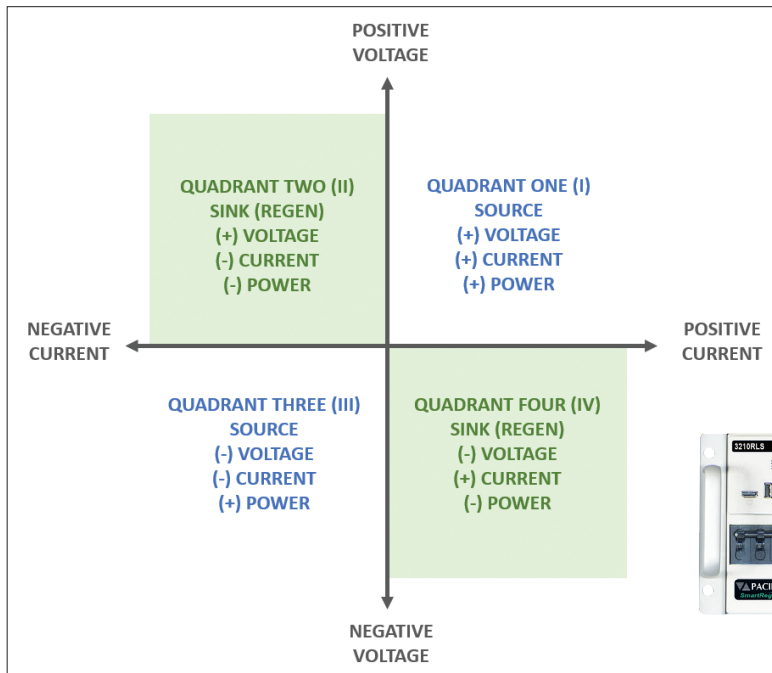 POSITIVE
VOLTAGE
QUADRANT TWO (II)
SINK (REGEN)
(+) VOLTAGE
(-) CURRENT
(-) POWER
QUADRANT ONE (I)
SOURCE
(+) VOLTAGE
(+) CURRENT
(+) POWER
NEGATIVE
CURRENT
POSITIVE
CURRENT
QUADRANT THREE (III)
SOURCE
(-) VOLTAGE
(-) CURRENT
(+) POWER
QUADRANT FOUR (IV)
SINK (REGEN)
(-) VOLTAGE
(+) CURRENT
(-) POWER
3210RLS
NEGATIVE
VOLTAGE